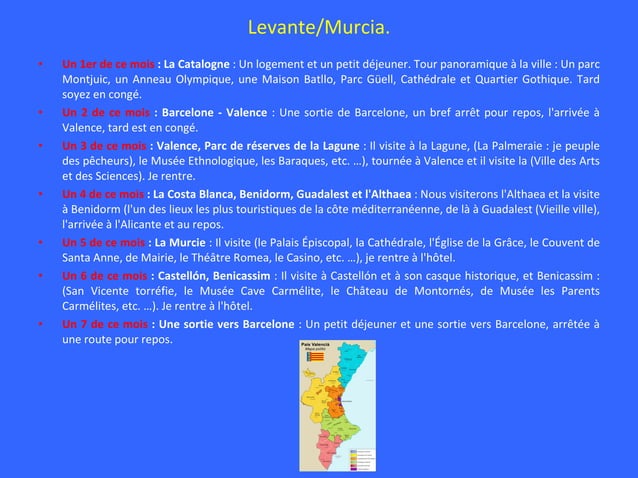 Levante/Murcia.
• Un 1er de ce mois : La Catalogne : Un logement et un petit déjeuner. Tour panoramique à la ville : Un parc
Montjuic, un Anneau Olympique, une Maison Batllo, Parc Güell, Cathédrale et Quartier Gothique. Tard
soyez en congé.
• Un 2 de ce mois : Barcelone - Valence : Une sortie de Barcelone, un bref arrêt pour repos, l'arrivée à
Valence, tard est en congé.
• Un 3 de ce mois : Valence, Parc de réserves de la Lagune : Il visite à la Lagune, (La Palmeraie : je peuple
des pêcheurs), le Musée Ethnologique, les Baraques, etc. …), tournée à Valence et il visite la (Ville des Arts
et des Sciences). Je rentre.
• Un 4 de ce mois : La Costa Blanca, Benidorm, Guadalest et l'Althaea : Nous visiterons l'Althaea et la visite
à Benidorm (l'un des lieux les plus touristiques de la côte méditerranéenne, de là à Guadalest (Vieille ville),
l'arrivée à l'Alicante et au repos.
• Un 5 de ce mois : La Murcie : Il visite (le Palais Épiscopal, la Cathédrale, l'Église de la Grâce, le Couvent de
Santa Anne, de Mairie, le Théâtre Romea, le Casino, etc. …), je rentre à l'hôtel.
• Un 6 de ce mois : Castellón, Benicassim : Il visite à Castellón et à son casque historique, et Benicassim :
(San Vicente torréfie, le Musée Cave Carmélite, le Château de Montornés, de Musée les Parents
Carmélites, etc. …). Je rentre à l'hôtel.
• Un 7 de ce mois : Une sortie vers Barcelone : Un petit déjeuner et une sortie vers Barcelone, arrêtée à
une route pour repos.
País Valencià